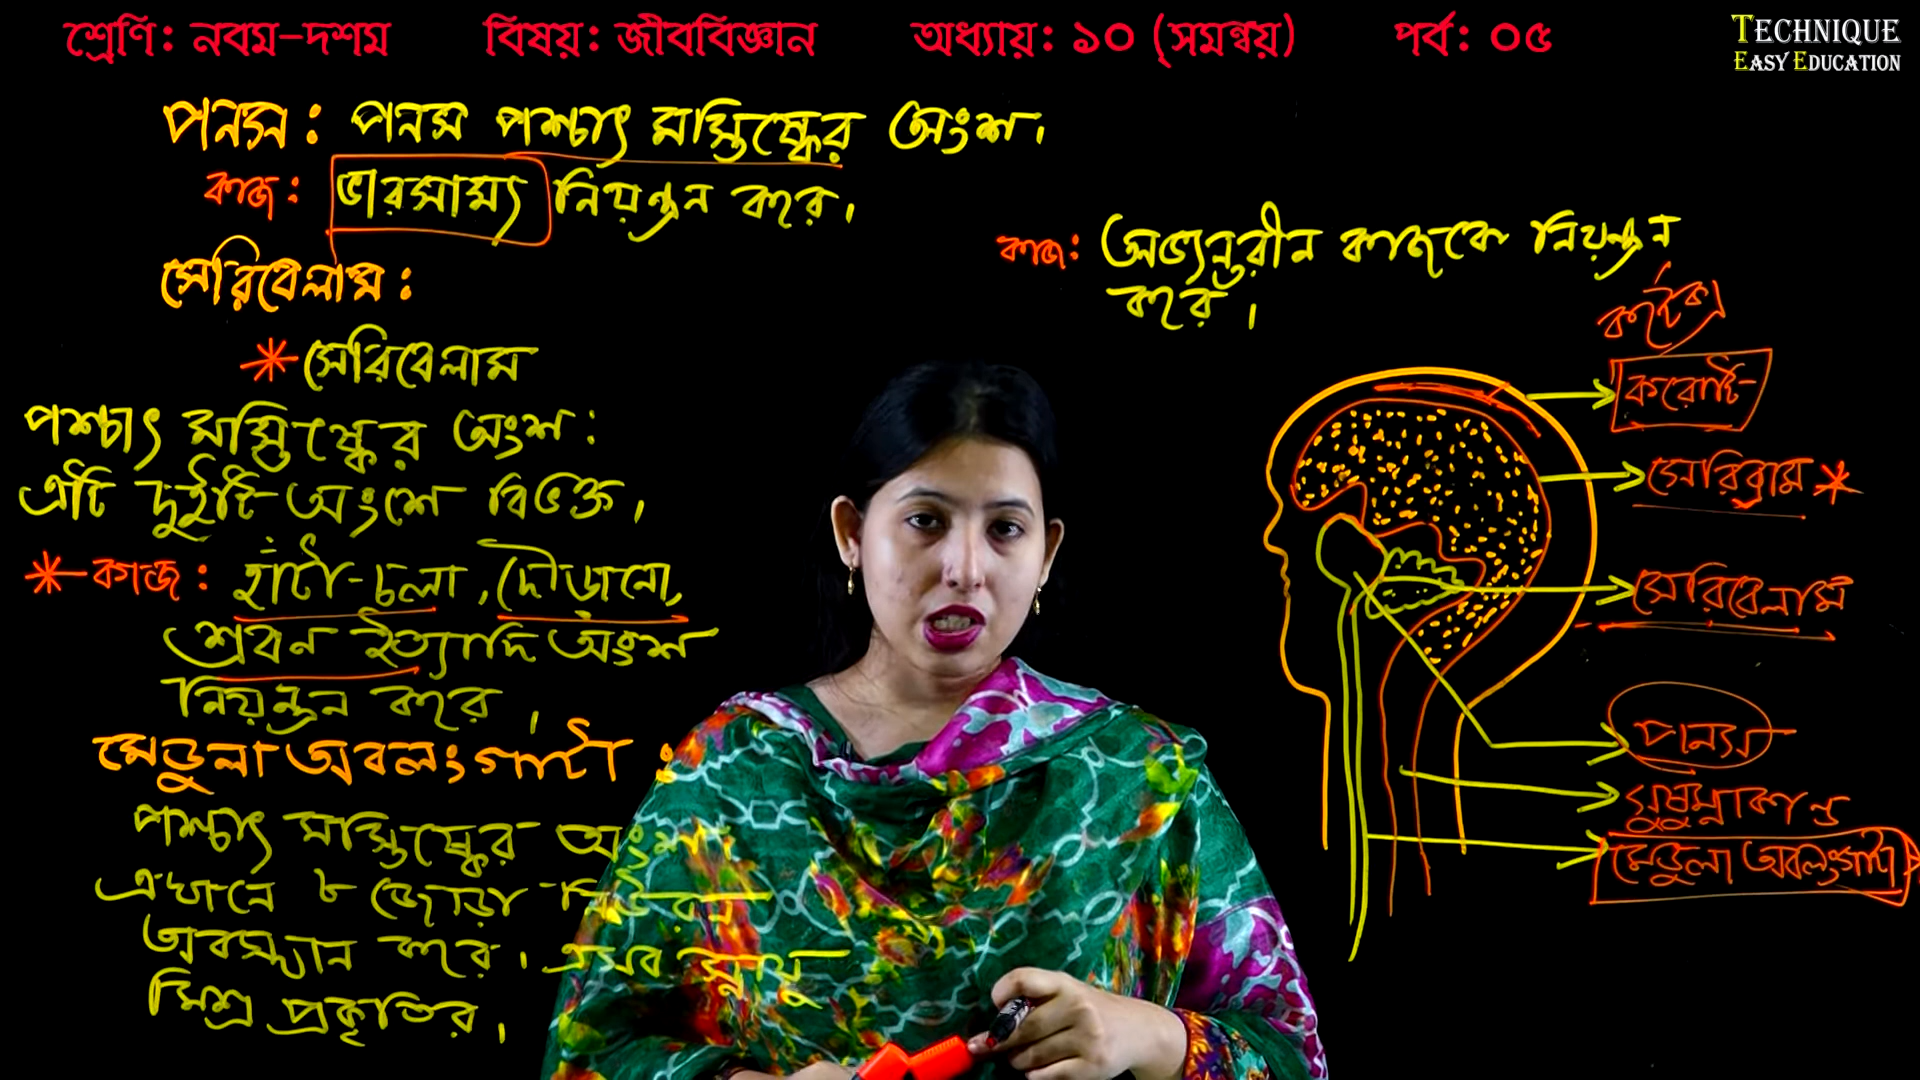 শ্রেণি: নবম-দশম    বিষয়: জীববিজ্ঞান    অধ্যায়: ১০ (সমন্বয়)    পর্ব: ০৫
TECHNIQUE
EASY EDUCATION
পনস: পনস পশ্চাৎ মস্তিষ্কের অংশ।
কাজ: ভারসাম্য নিয়ন্ত্রন করে।
সেরিবেলাম:
* সেরিবেলাম
পশ্চাৎ মস্তিষ্কের অংশ:
এটি দুইটি অংশে বিভক্ত।
* কাজ: হাঁটা-চলা, দৌড়ানো,
শ্রবন ইত্যাদি অংশ
নিয়ন্ত্রন করে।
মেডুলা অবলংগাটা:
পশ্চাৎ মস্তিষ্কের অংশ
এখানে ৮ জোড়া নিউরন
অবস্থান করে। এসব স্নায়ু
মিশ্র প্রকৃতির।
কাজ: অভ্যন্তরীন কাজকে নিয়ন্ত্রন
করে।
করোটি
সেরিব্রাম *
সেরিবেলাম
পনস
সুষুম্নাকান্ড
মেডুলা অবলংগাটা